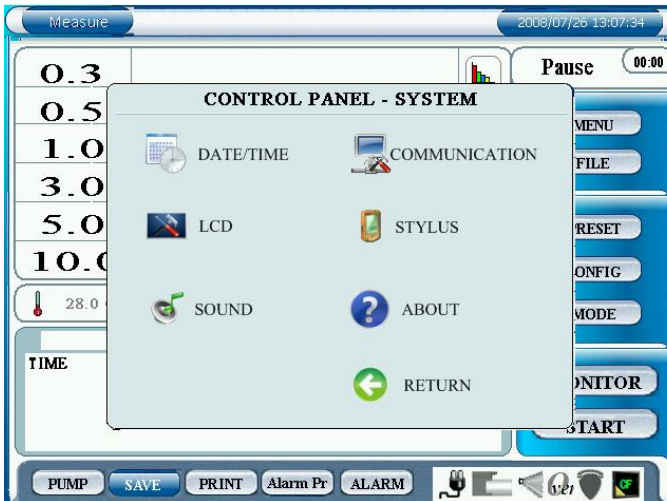 Measure 2008/07/26 13:07:34
0.3 Pause 00:00
0.5
1.0
3.0
5.0
10.0
28.0
TIME
CONTROL PANEL - SYSTEM
DATE/TIME COMMUNICATION
LCD STYLUS
SOUND ABOUT
RETURN
MENU
FILE
RESET
ONFIG
MODE
ONITOR
START
PUMP SAVE PRINT Alarm Pr ALARM
CF